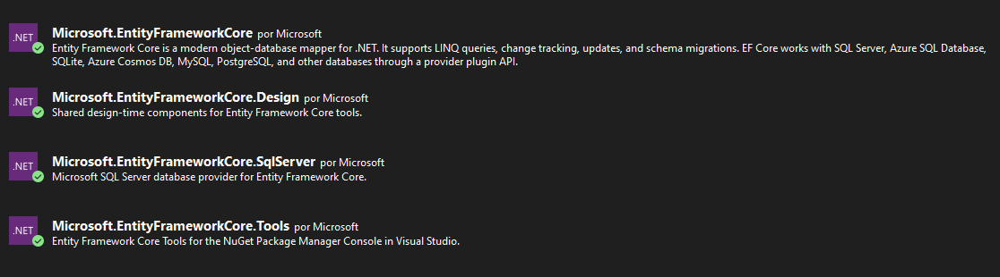 .NET
Microsoft.EntityFrameworkCore por Microsoft
Entity Framework Core is a modern object-database mapper for .NET. It supports LINQ queries, change tracking, updates, and schema migrations. EF Core works with SQL Server, Azure SQL Database,
SQLite, Azure Cosmos DB, MySQL, PostgreSQL, and other databases through a provider plugin API.
.NET
Microsoft.EntityFrameworkCore.Design por Microsoft
Shared design-time components for Entity Framework Core tools.
.NET
Microsoft.EntityFrameworkCore.SqlServer por Microsoft
Microsoft SQL Server database provider for Entity Framework Core.
.NET
Microsoft.EntityFrameworkCore.Tools por Microsoft
Entity Framework Core Tools for the NuGet Package Manager Console in Visual Studio.